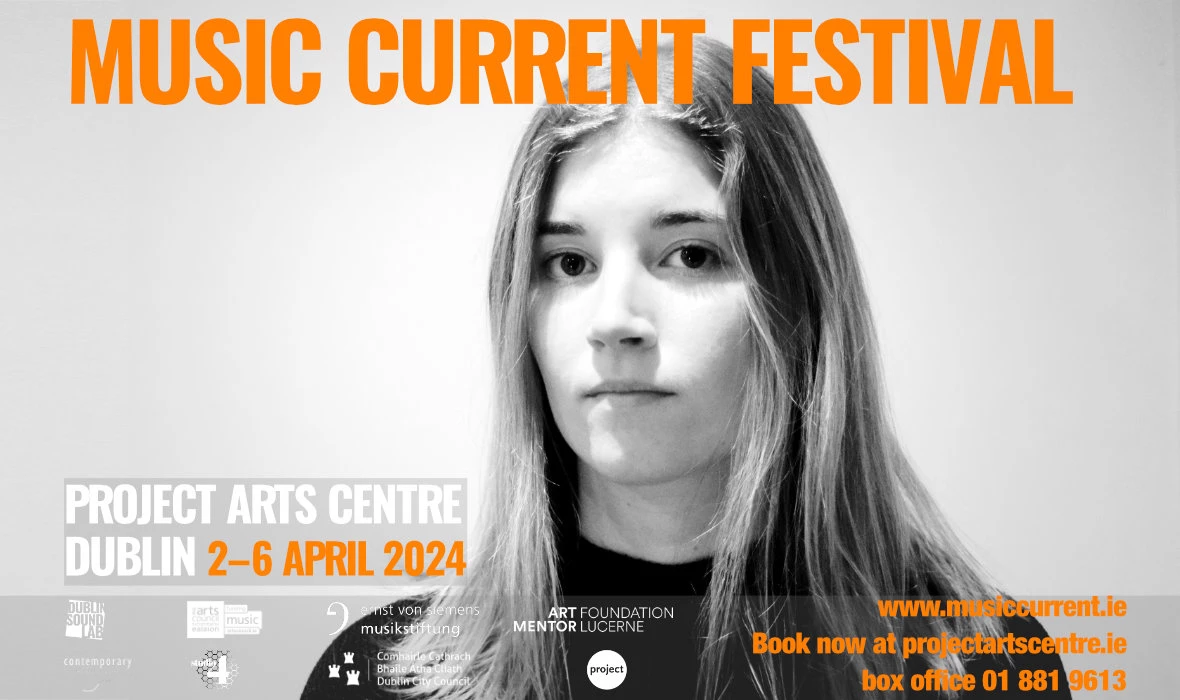 MUSIC CURRENT FESTIVAL
PROJECT ARTS CENTRE
DUBLIN 2–6 APRIL 2024
DUBLIN
SOUND
LAB
arts
council
music
ernst von siemens
musikstiftung
ART FOUNDATION
MENTOR LUCERNE
contemporary
Comhairle Cathrach
Bhaile Átha Cliath
Dublin City Council
project
www.musiccurrent.ie
Book now at projectartscentre.ie
box office 01 881 9613